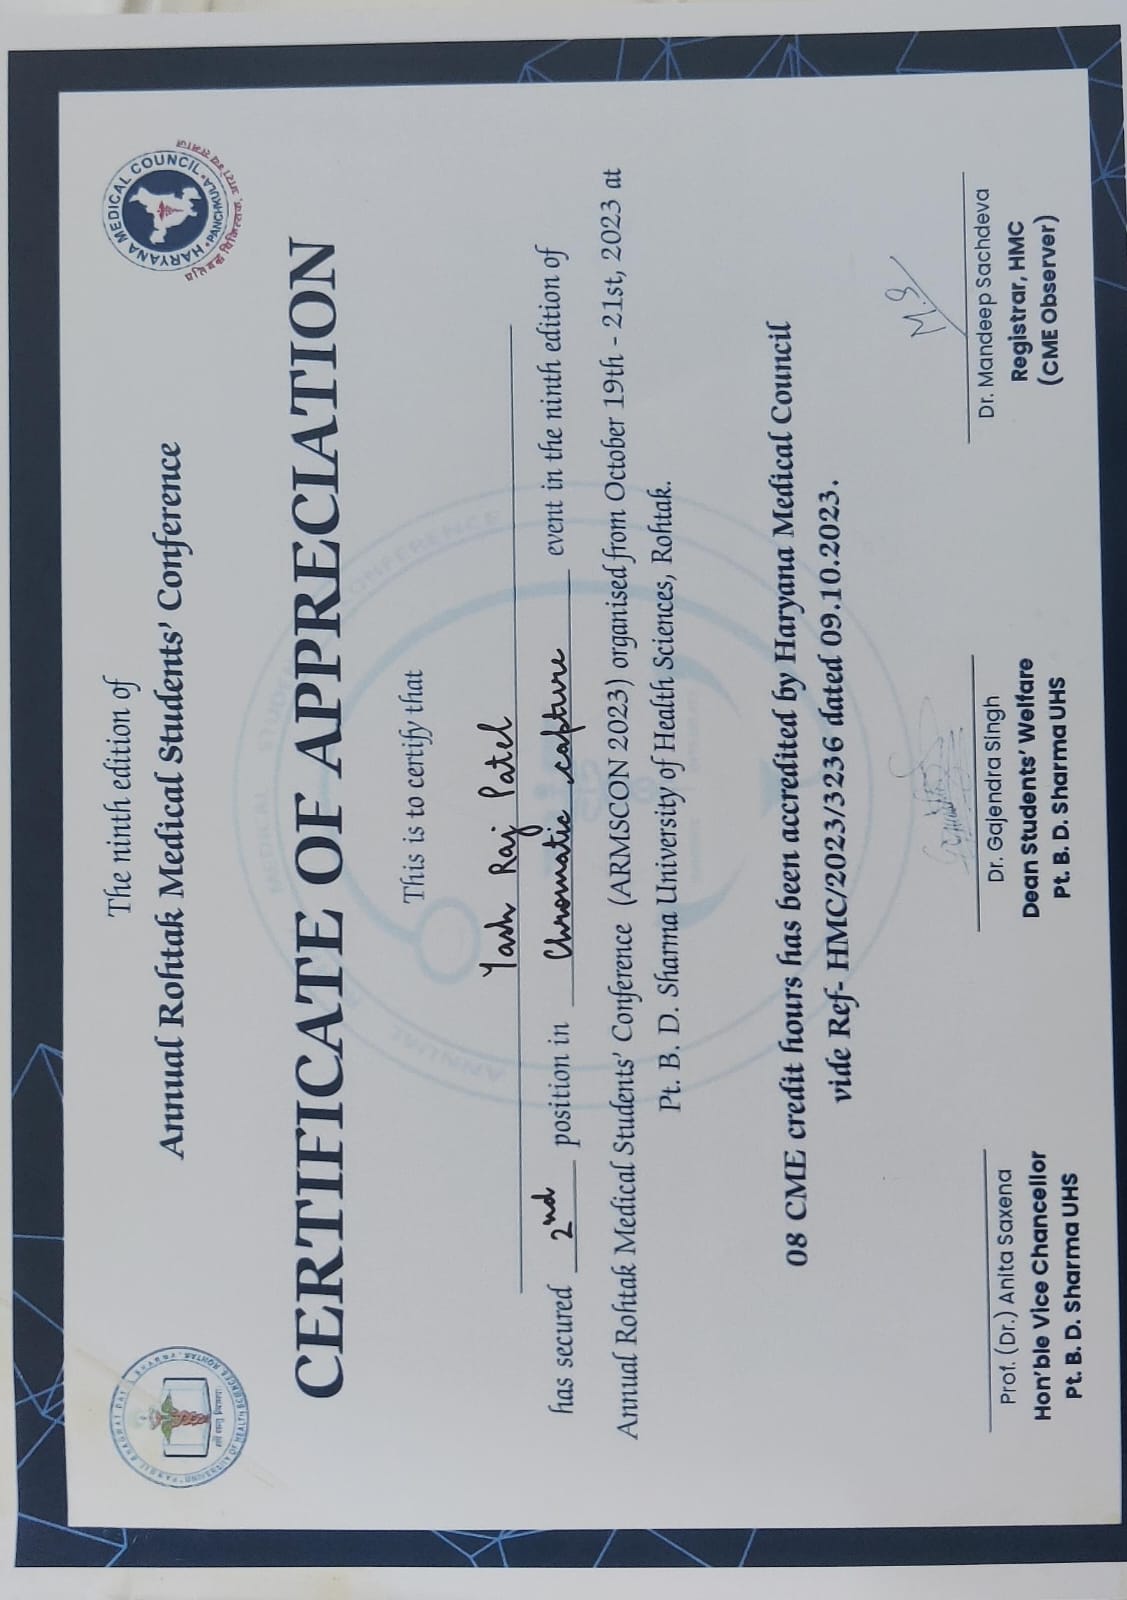 HARYANA MEDICAL COUNCIL • PANCHKULA
The ninth edition of
Annual Rohtak Medical Students' Conference
CERTIFICATE OF APPRECIATION
This is to certify that
Yash Raj Patel
has secured 2nd position in Chromatic capture event in the ninth edition of
Annual Rohtak Medical Students' Conference (ARMSCON 2023) organised from October 19th - 21st, 2023 at
Pt. B. D. Sharma University of Health Sciences, Rohtak.
08 CME credit hours has been accredited by Haryana Medical Council
vide Ref- HMC/2023/3236 dated 09.10.2023.
M.S
Prof. (Dr.) Anita Saxena
Hon'ble Vice Chancellor
Pt. B. D. Sharma UHS
Dr. Gajendra Singh
Dean Students' Welfare
Pt. B. D. Sharma UHS
Dr. Mandeep Sachdeva
Registrar, HMC
(CME Observer)